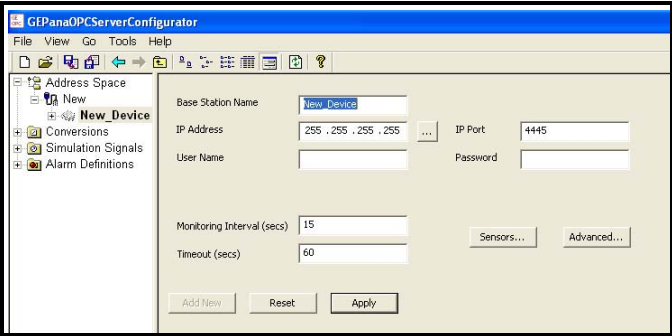 GE
OPC
GEPanaOPCServerConfigurator
File View Go Tools Help
Address Space
New
New_Device
Conversions
Simulation Signals
Alarm Definitions
Base Station Name New_Device
IP Address 255 . 255 . 255 . 255 ... IP Port 4445
User Name Password
Monitoring Interval (secs) 15
Sensors... Advanced...
Timeout (secs) 60
Add New Reset Apply